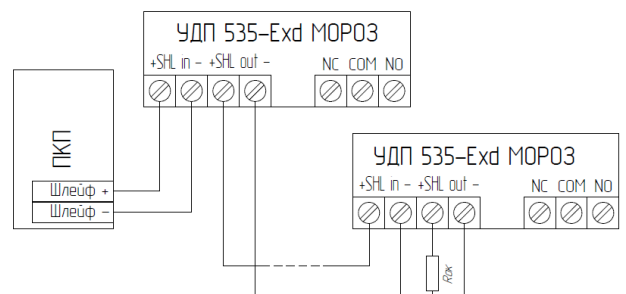 УДП 535-Exd МОРОЗ
+SHL in - +SHL out -
NC COM NO
ПКП
Шлейф +
Шлейф -
УДП 535-Exd МОРОЗ
+SHL in - +SHL out -
NC COM NO
Rок